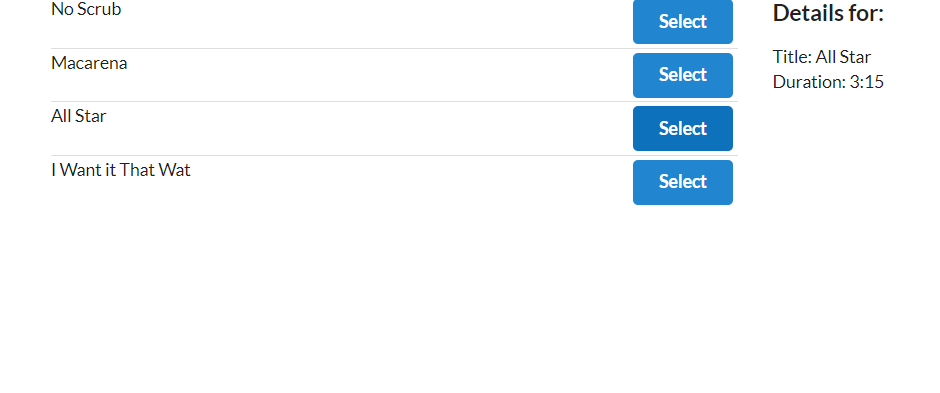 No Scrub
Select
Macarena
Select
All Star
Select
I Want it That Wat
Select
Details for:
Title: All Star
Duration: 3:15